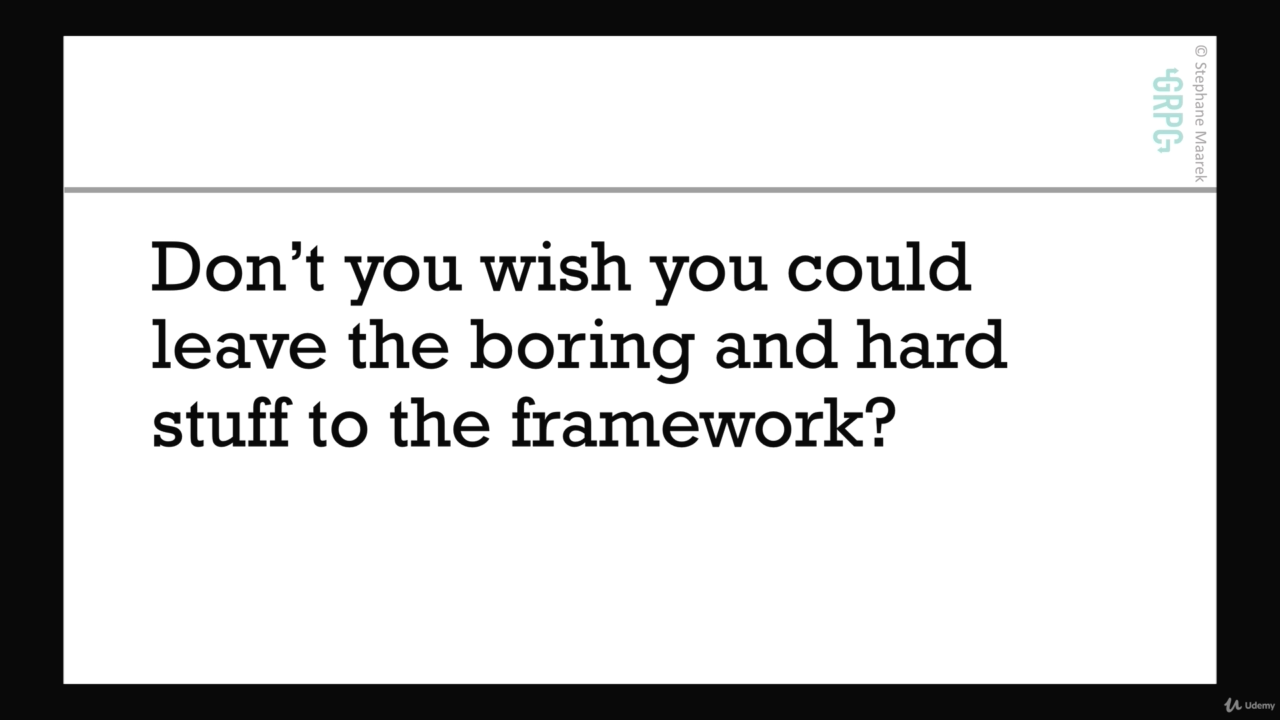 © Stephane Maarek
GRPC
Don’t you wish you could
leave the boring and hard
stuff to the framework?
Udemy